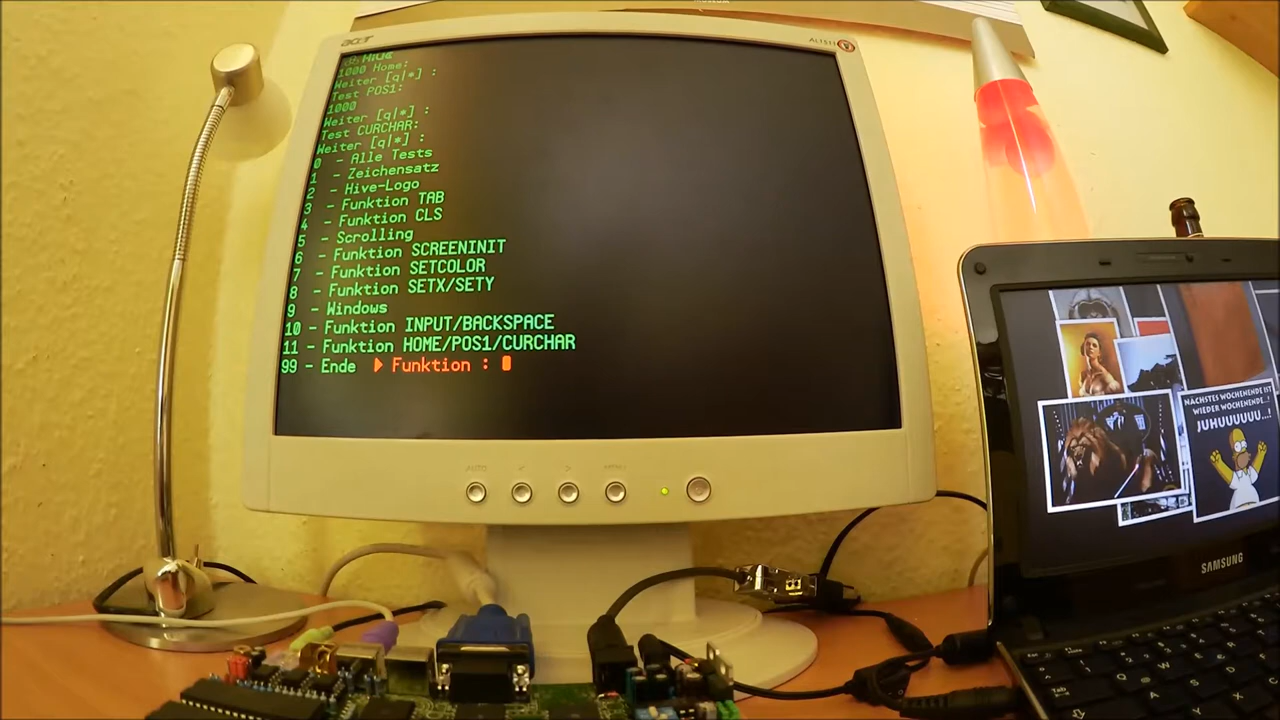 acer
AL1511
Hive
1000 Home:
Weiter [q|*] :
Test POS1:
1000
Weiter [q|*] :
Test CURCHAR:
Weiter [q|*] :
0 - Alle Tests
1 - Zeichensatz
2 - Hive-Logo
3 - Funktion TAB
4 - Funktion CLS
5 - Scrolling
6 - Funktion SCREENINIT
7 - Funktion SETCOLOR
8 - Funktion SETX/SETY
9 - Windows
10 - Funktion INPUT/BACKSPACE
11 - Funktion HOME/POS1/CURCHAR
99 - Ende Funktion :
AUTO < > MENU
NÄCHSTES WOCHENENDE IST
WIEDER WOCHENENDE..!
JUHUUUUUU..!
SAMSUNG